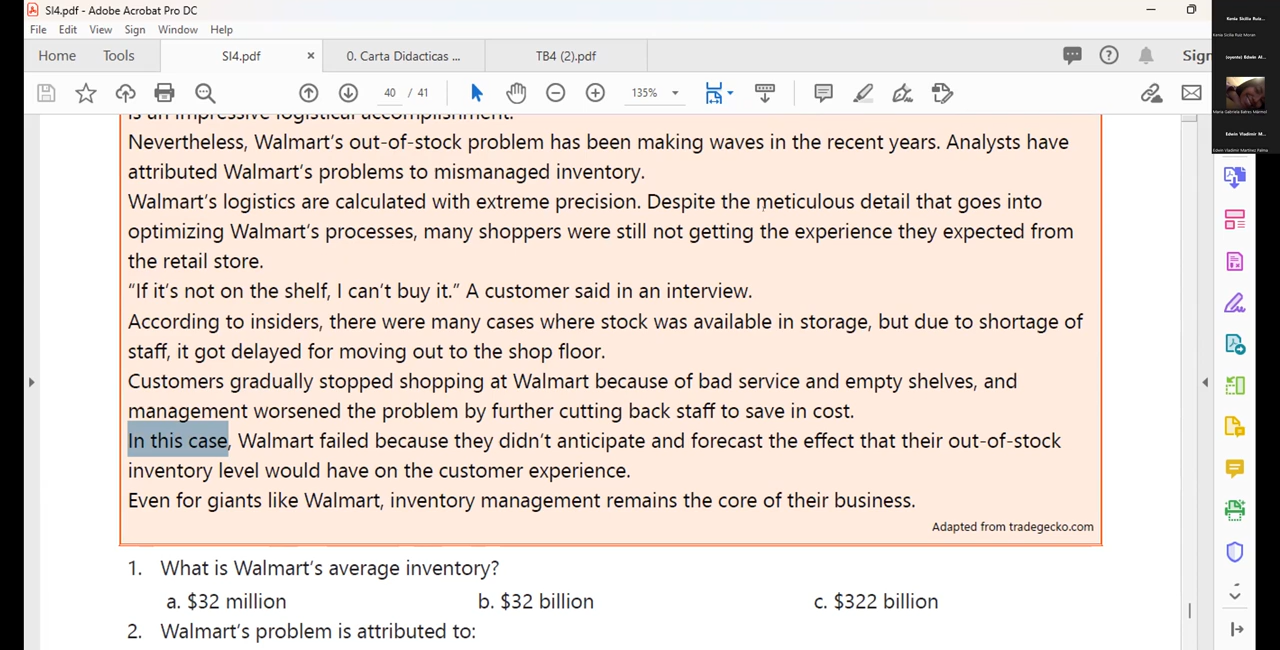 SI4.pdf - Adobe Acrobat Pro DC
File Edit View Sign Window Help
Home Tools SI4.pdf × 0. Carta Didacticas ... TB4 (2).pdf Sign
40 / 41 135%
is an impressive logistical accomplishment.
Nevertheless, Walmart's out-of-stock problem has been making waves in the recent years. Analysts have
attributed Walmart's problems to mismanaged inventory.
Walmart's logistics are calculated with extreme precision. Despite the meticulous detail that goes into
optimizing Walmart's processes, many shoppers were still not getting the experience they expected from
the retail store.
“If it's not on the shelf, I can't buy it.” A customer said in an interview.
According to insiders, there were many cases where stock was available in storage, but due to shortage of
staff, it got delayed for moving out to the shop floor.
Customers gradually stopped shopping at Walmart because of bad service and empty shelves, and
management worsened the problem by further cutting back staff to save in cost.
In this case, Walmart failed because they didn't anticipate and forecast the effect that their out-of-stock
inventory level would have on the customer experience.
Even for giants like Walmart, inventory management remains the core of their business.
Adapted from tradegecko.com
1. What is Walmart's average inventory?
a. $32 million b. $32 billion c. $322 billion
2. Walmart's problem is attributed to: